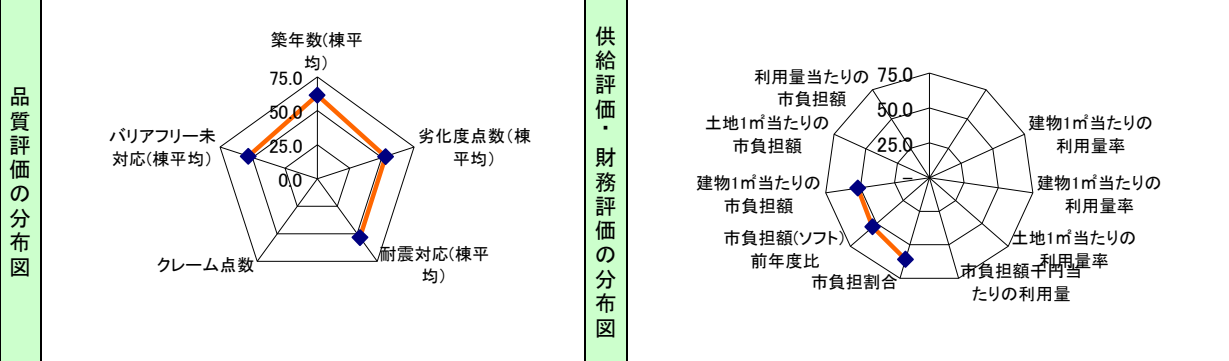 品質評価の分布図
築年数(棟平
均)
75.0
50.0
25.0
0.0
劣化度点数(棟
平均)
耐震対応(棟平
均)
クレーム点数
バリアフリー未
対応(棟平均)
供給評価・財務評価の分布図
75.0
50.0
25.0
–
建物1㎡当たりの
利用量率
建物1㎡当たりの
利用量率
土地1㎡当たりの
利用量率
市負担額千円当
たりの利用量
市負担割合
市負担額(ソフト)
前年度比
建物1㎡当たりの
市負担額
土地1㎡当たりの
市負担額
利用量当たりの
市負担額